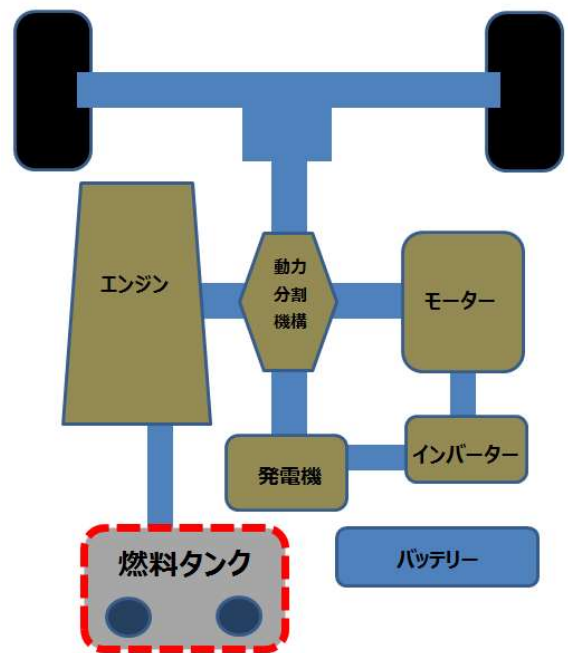 エンジン
動力
分割
機構
モーター
発電機
インバーター
燃料タンク
バッテリー